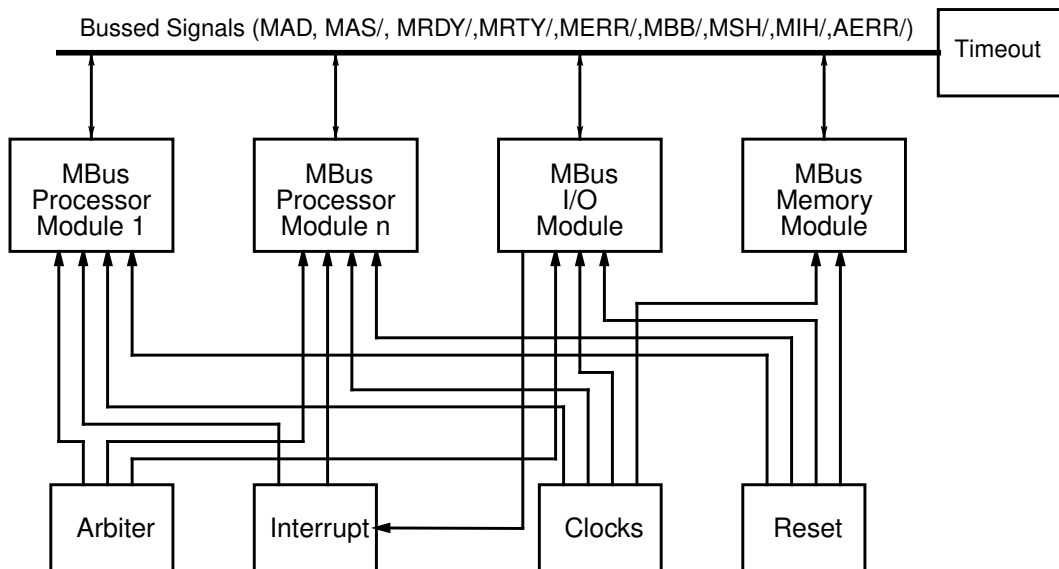 Bussed Signals (MAD, MAS/, MRDY/,MRTY/,MERR/,MBB/,MSH/,MIH/,AERR/)
Timeout
MBus
Processor
Module 1
MBus
Processor
Module n
MBus
I/O
Module
MBus
Memory
Module
Arbiter
Interrupt
Clocks
Reset